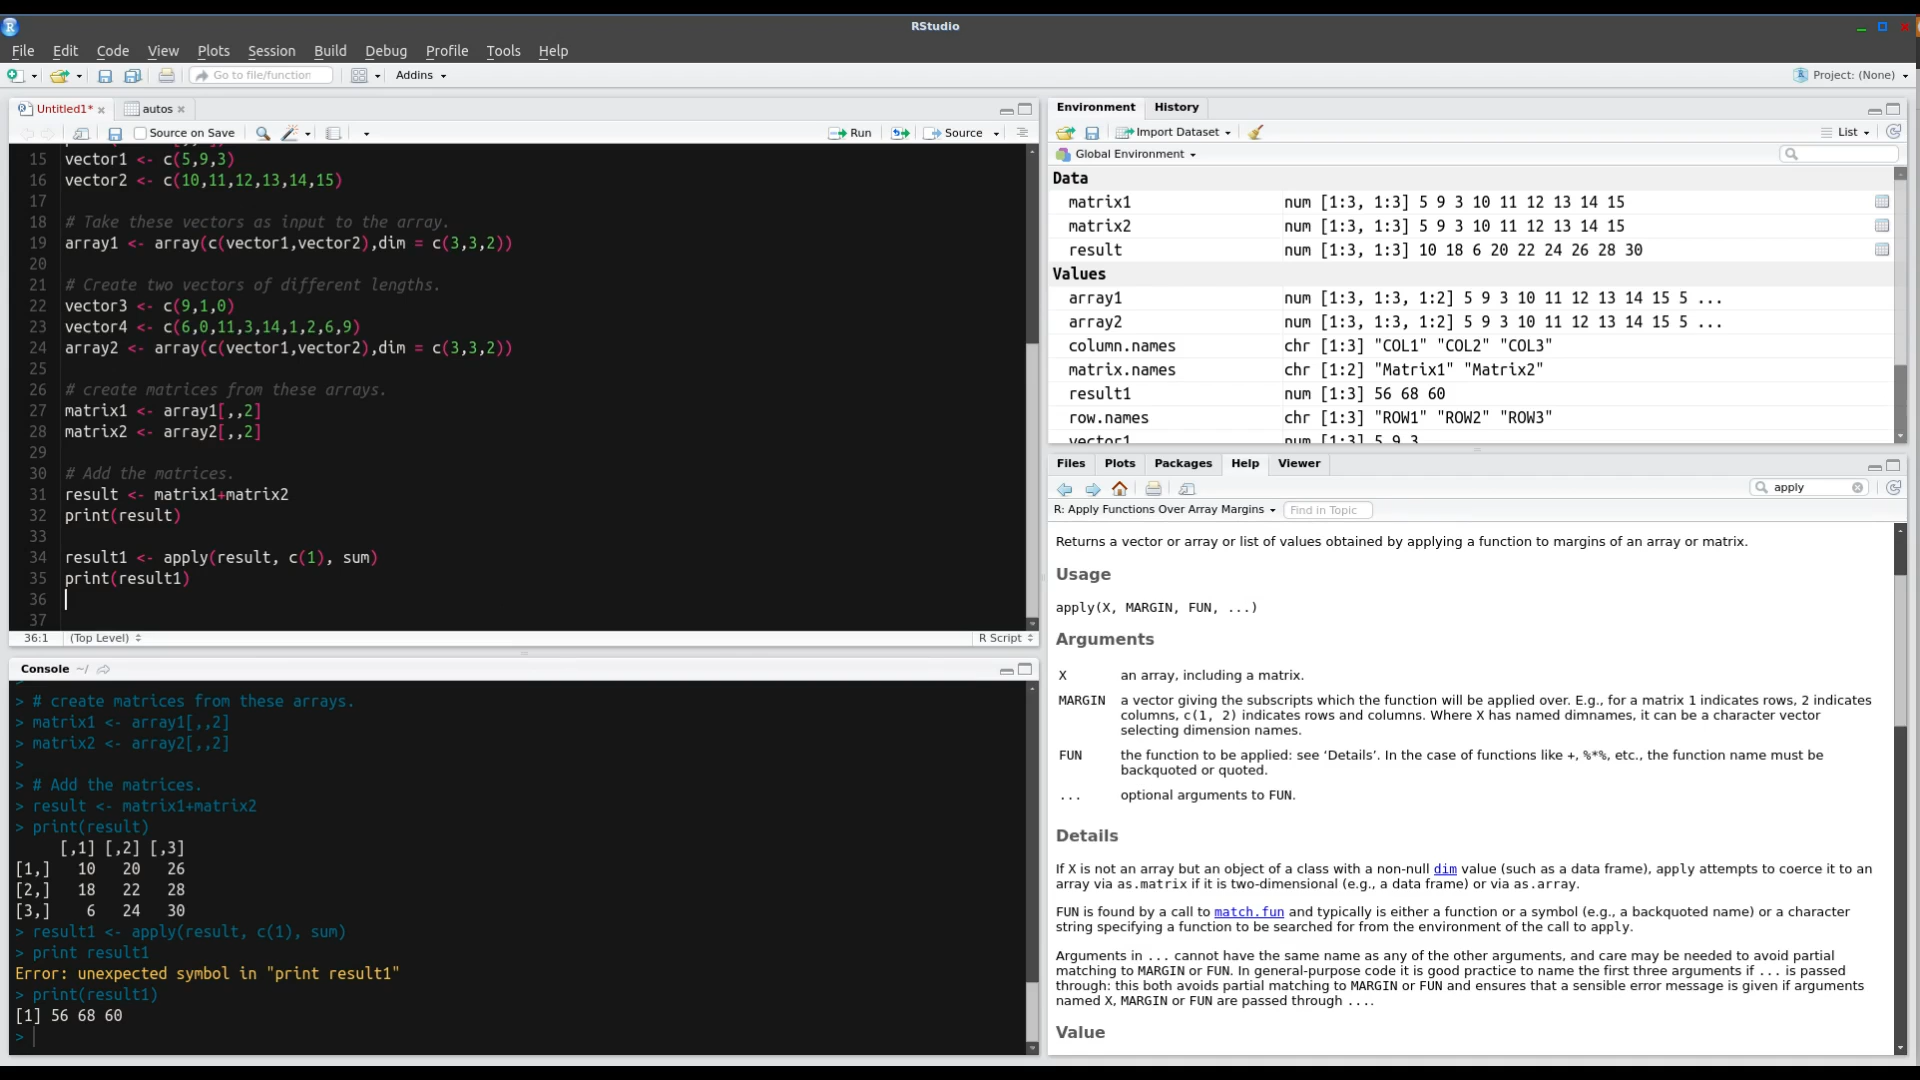 RStudio
File Edit Code View Plots Session Build Debug Profile Tools Help
Go to file/function Addins Project: (None)
Untitled1* autos
Source on Save Run Source
15 vector1 <- c(5,9,3)
16 vector2 <- c(10,11,12,13,14,15)
17
18 # Take these vectors as input to the array.
19 array1 <- array(c(vector1,vector2),dim = c(3,3,2))
20
21 # Create two vectors of different lengths.
22 vector3 <- c(9,1,0)
23 vector4 <- c(6,0,11,3,14,1,2,6,9)
24 array2 <- array(c(vector1,vector2),dim = c(3,3,2))
25
26 # create matrices from these arrays.
27 matrix1 <- array1[,,2]
28 matrix2 <- array2[,,2]
29
30 # Add the matrices.
31 result <- matrix1+matrix2
32 print(result)
33
34 result1 <- apply(result, c(1), sum)
35 print(result1)
36
37
36:1 (Top Level) R Script
Console ~/
>
> # create matrices from these arrays.
> matrix1 <- array1[,,2]
> matrix2 <- array2[,,2]
>
> # Add the matrices.
> result <- matrix1+matrix2
> print(result)
[,1] [,2] [,3]
[1,] 10 20 26
[2,] 18 22 28
[3,] 6 24 30
> result1 <- apply(result, c(1), sum)
> print result1
Error: unexpected symbol in "print result1"
> print(result1)
[1] 56 68 60
>
Environment History
Import Dataset List
Global Environment
Data
matrix1 num [1:3, 1:3] 5 9 3 10 11 12 13 14 15
matrix2 num [1:3, 1:3] 5 9 3 10 11 12 13 14 15
result num [1:3, 1:3] 10 18 6 20 22 24 26 28 30
Values
array1 num [1:3, 1:3, 1:2] 5 9 3 10 11 12 13 14 15 5 ...
array2 num [1:3, 1:3, 1:2] 5 9 3 10 11 12 13 14 15 5 ...
column.names chr [1:3] "COL1" "COL2" "COL3"
matrix.names chr [1:2] "Matrix1" "Matrix2"
result1 num [1:3] 56 68 60
row.names chr [1:3] "ROW1" "ROW2" "ROW3"
vector1 num [1:3] 5 9 3
Files Plots Packages Help Viewer
apply
R: Apply Functions Over Array Margins Find in Topic
Returns a vector or array or list of values obtained by applying a function to margins of an array or matrix.
Usage
apply(X, MARGIN, FUN, ...)
Arguments
X an array, including a matrix.
MARGIN a vector giving the subscripts which the function will be applied over. E.g., for a matrix 1 indicates rows, 2 indicates
columns, c(1, 2) indicates rows and columns. Where X has named dimnames, it can be a character vector
selecting dimension names.
FUN the function to be applied: see ‘Details’. In the case of functions like +, %*%, etc., the function name must be
backquoted or quoted.
... optional arguments to FUN.
Details
If X is not an array but an object of a class with a non-null dim value (such as a data frame), apply attempts to coerce it to an
array via as.matrix if it is two-dimensional (e.g., a data frame) or via as.array.
FUN is found by a call to match.fun and typically is either a function or a symbol (e.g., a backquoted name) or a character
string specifying a function to be searched for from the environment of the call to apply.
Arguments in ... cannot have the same name as any of the other arguments, and care may be needed to avoid partial
matching to MARGIN or FUN. In general-purpose code it is good practice to name the first three arguments if ... is passed
through: this both avoids partial matching to MARGIN or FUN and ensures that a sensible error message is given if arguments
named X, MARGIN or FUN are passed through ....
Value